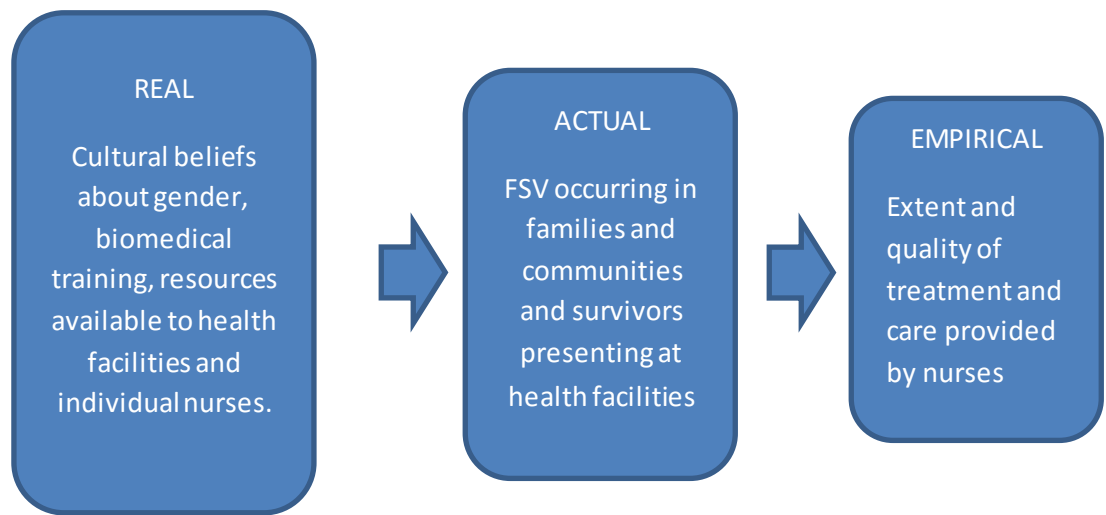 REAL
Cultural beliefs
about gender,
biomedical
training, resources
available to health
facilities and
individual nurses.
ACTUAL
FSV occurring in
families and
communities
and survivors
presenting at
health facilities
EMPIRICAL
Extent and
quality of
treatment and
care provided
by nurses